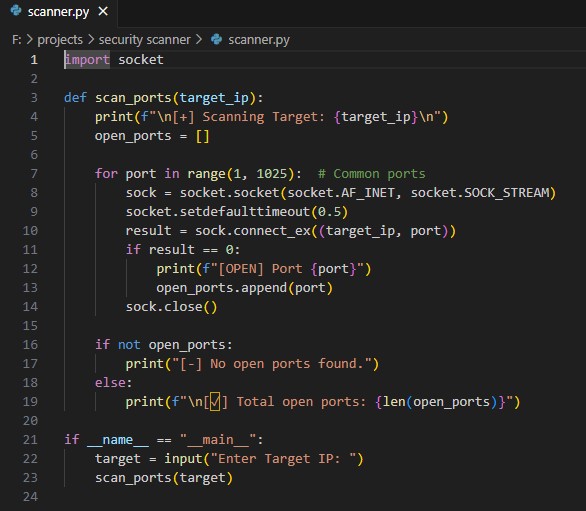 scanner.py ×
F: > projects > security scanner > scanner.py
1 import socket
2
3 def scan_ports(target_ip):
4     print(f"\n[+] Scanning Target: {target_ip}\n")
5     open_ports = []
6
7     for port in range(1, 1025):  # Common ports
8         sock = socket.socket(socket.AF_INET, socket.SOCK_STREAM)
9         socket.setdefaulttimeout(0.5)
10         result = sock.connect_ex((target_ip, port))
11         if result == 0:
12             print(f"[OPEN] Port {port}")
13             open_ports.append(port)
14         sock.close()
15
16     if not open_ports:
17         print("[-] No open ports found.")
18     else:
19         print(f"\n[✓] Total open ports: {len(open_ports)}")
20
21 if __name__ == "__main__":
22     target = input("Enter Target IP: ")
23     scan_ports(target)
24